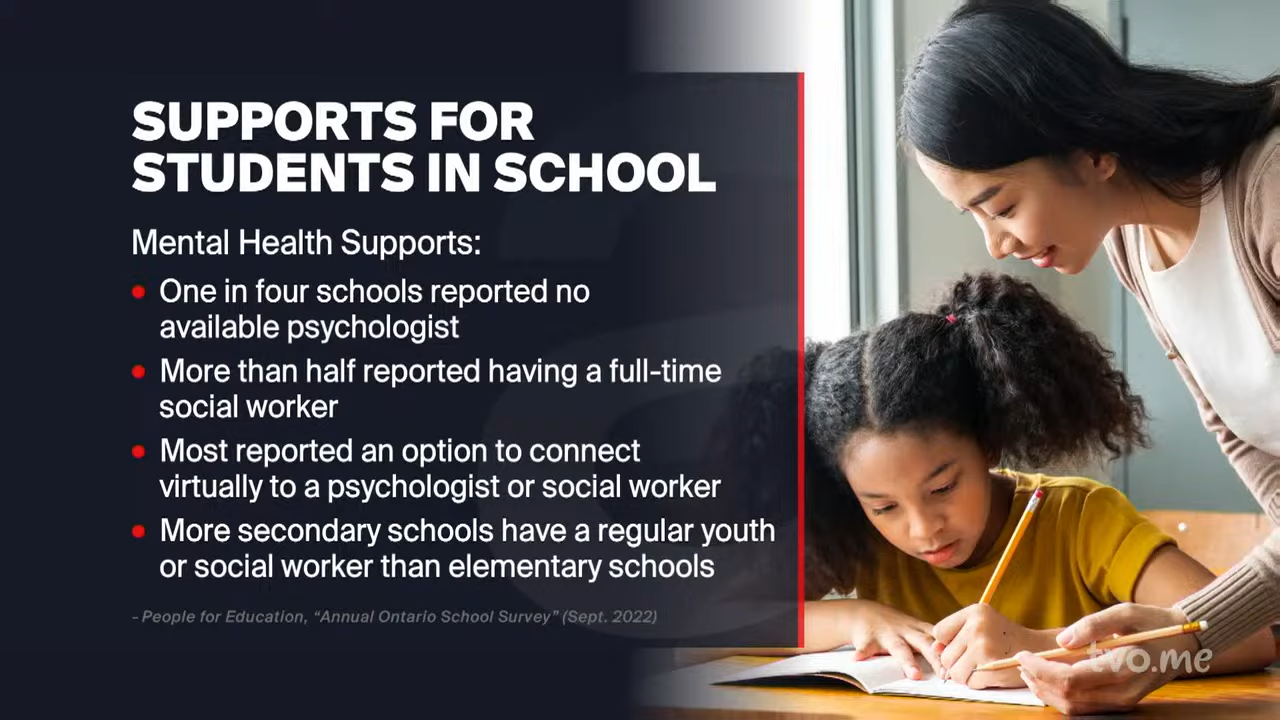 SUPPORTS FOR
STUDENTS IN SCHOOL
Mental Health Supports:
• One in four schools reported no
available psychologist
• More than half reported having a full-time
social worker
• Most reported an option to connect
virtually to a psychologist or social worker
• More secondary schools have a regular youth
or social worker than elementary schools
- People for Education, “Annual Ontario School Survey” (Sept. 2022)
tvo.me